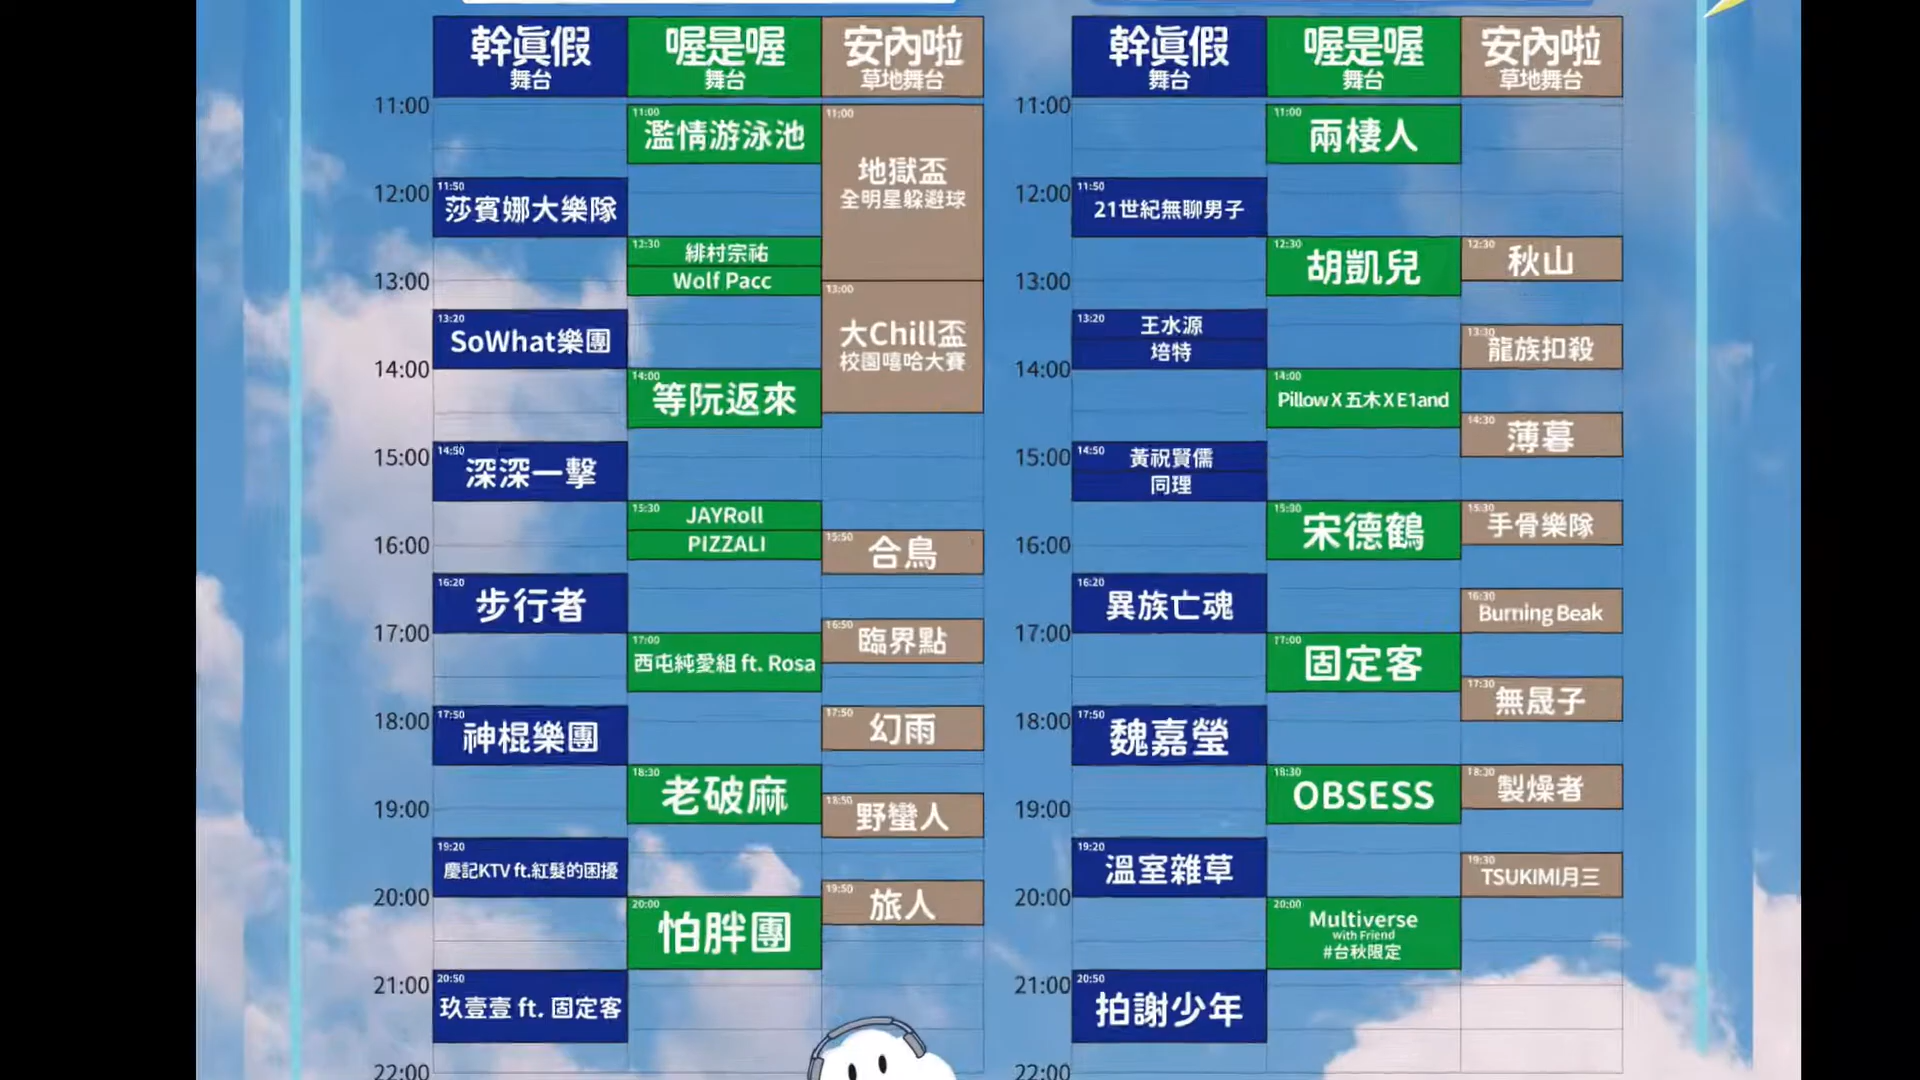 幹眞假
舞台
喔是喔
舞台
安內啦
草地舞台
11:00
12:00
13:00
14:00
15:00
16:00
17:00
18:00
19:00
20:00
21:00
22:00
11:50
莎賓娜大樂隊
13:20
SoWhat樂團
14:50
深深一擊
16:20
步行者
17:50
神棍樂團
19:20
慶記KTV ft.紅髮的困擾
20:50
玖壹壹 ft. 固定客
11:00
濫情游泳池
12:30
緋村宗祐
Wolf Pacc
14:00
等阮返來
15:30
JAYRoll
PIZZALI
17:00
西屯純愛組 ft. Rosa
18:30
老破麻
20:00
怕胖團
11:00
地獄盃
全明星躲避球
13:00
大Chill盃
校園嘻哈大賽
15:50
合鳥
16:50
臨界點
17:50
幻雨
18:50
野蠻人
19:50
旅人
幹眞假
舞台
喔是喔
舞台
安內啦
草地舞台
11:00
12:00
13:00
14:00
15:00
16:00
17:00
18:00
19:00
20:00
21:00
22:00
11:50
21世紀無聊男子
13:20
王水源
培特
14:50
黃祝賢儒
同理
16:20
異族亡魂
17:50
魏嘉瑩
19:20
溫室雜草
20:50
拍謝少年
11:00
兩棲人
12:30
胡凱兒
14:00
Pillow X 五木 X E1and
15:30
宋德鶴
17:00
固定客
18:30
OBSESS
20:00
Multiverse
with Friend
#台秋限定
12:30
秋山
13:30
龍族扣殺
14:30
薄暮
15:30
手骨樂隊
16:30
Burning Beak
17:30
無晟子
18:30
製燥者
19:30
TSUKIMI月三